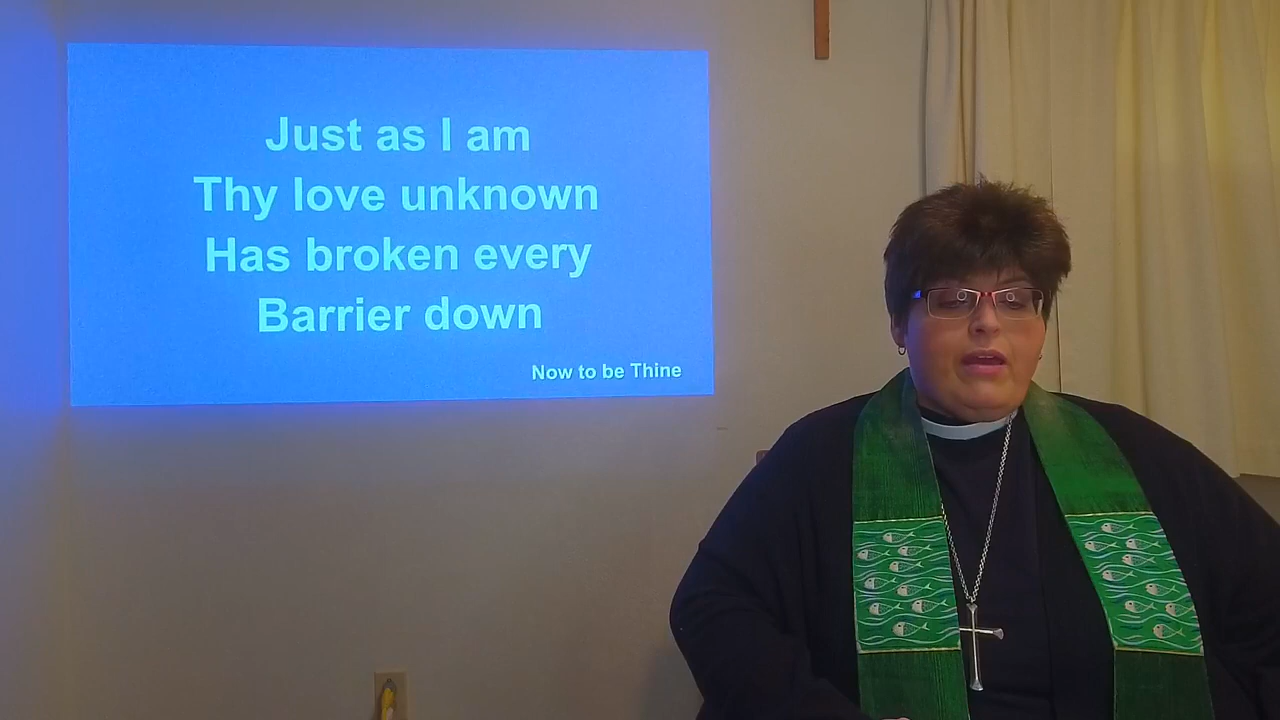 Just as I am
Thy love unknown
Has broken every
Barrier down
Now to be Thine